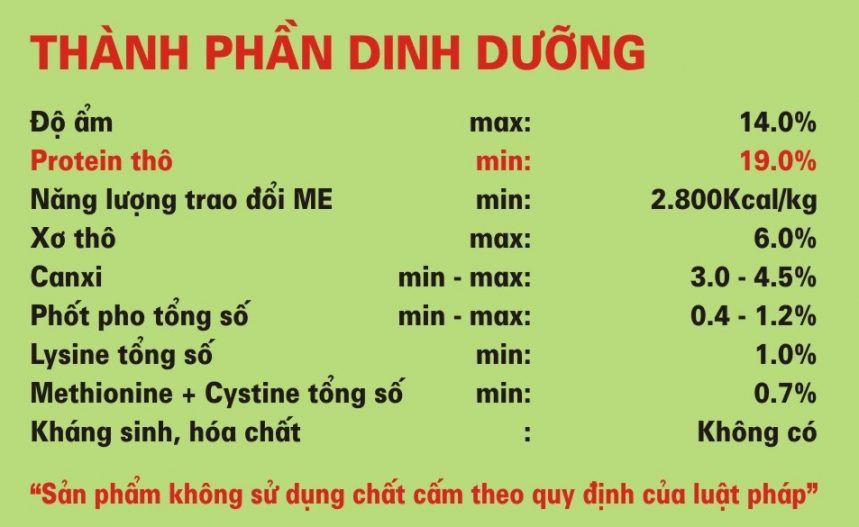 THÀNH PHẦN DINH DƯỠNG
Độ ẩm max: 14.0%
Protein thô min: 19.0%
Năng lượng trao đổi ME min: 2.800Kcal/kg
Xơ thô max: 6.0%
Canxi min - max: 3.0 - 4.5%
Phốt pho tổng số min - max: 0.4 - 1.2%
Lysine tổng số min: 1.0%
Methionine + Cystine tổng số min: 0.7%
Kháng sinh, hóa chất : Không có
“Sản phẩm không sử dụng chất cấm theo quy định của luật pháp”